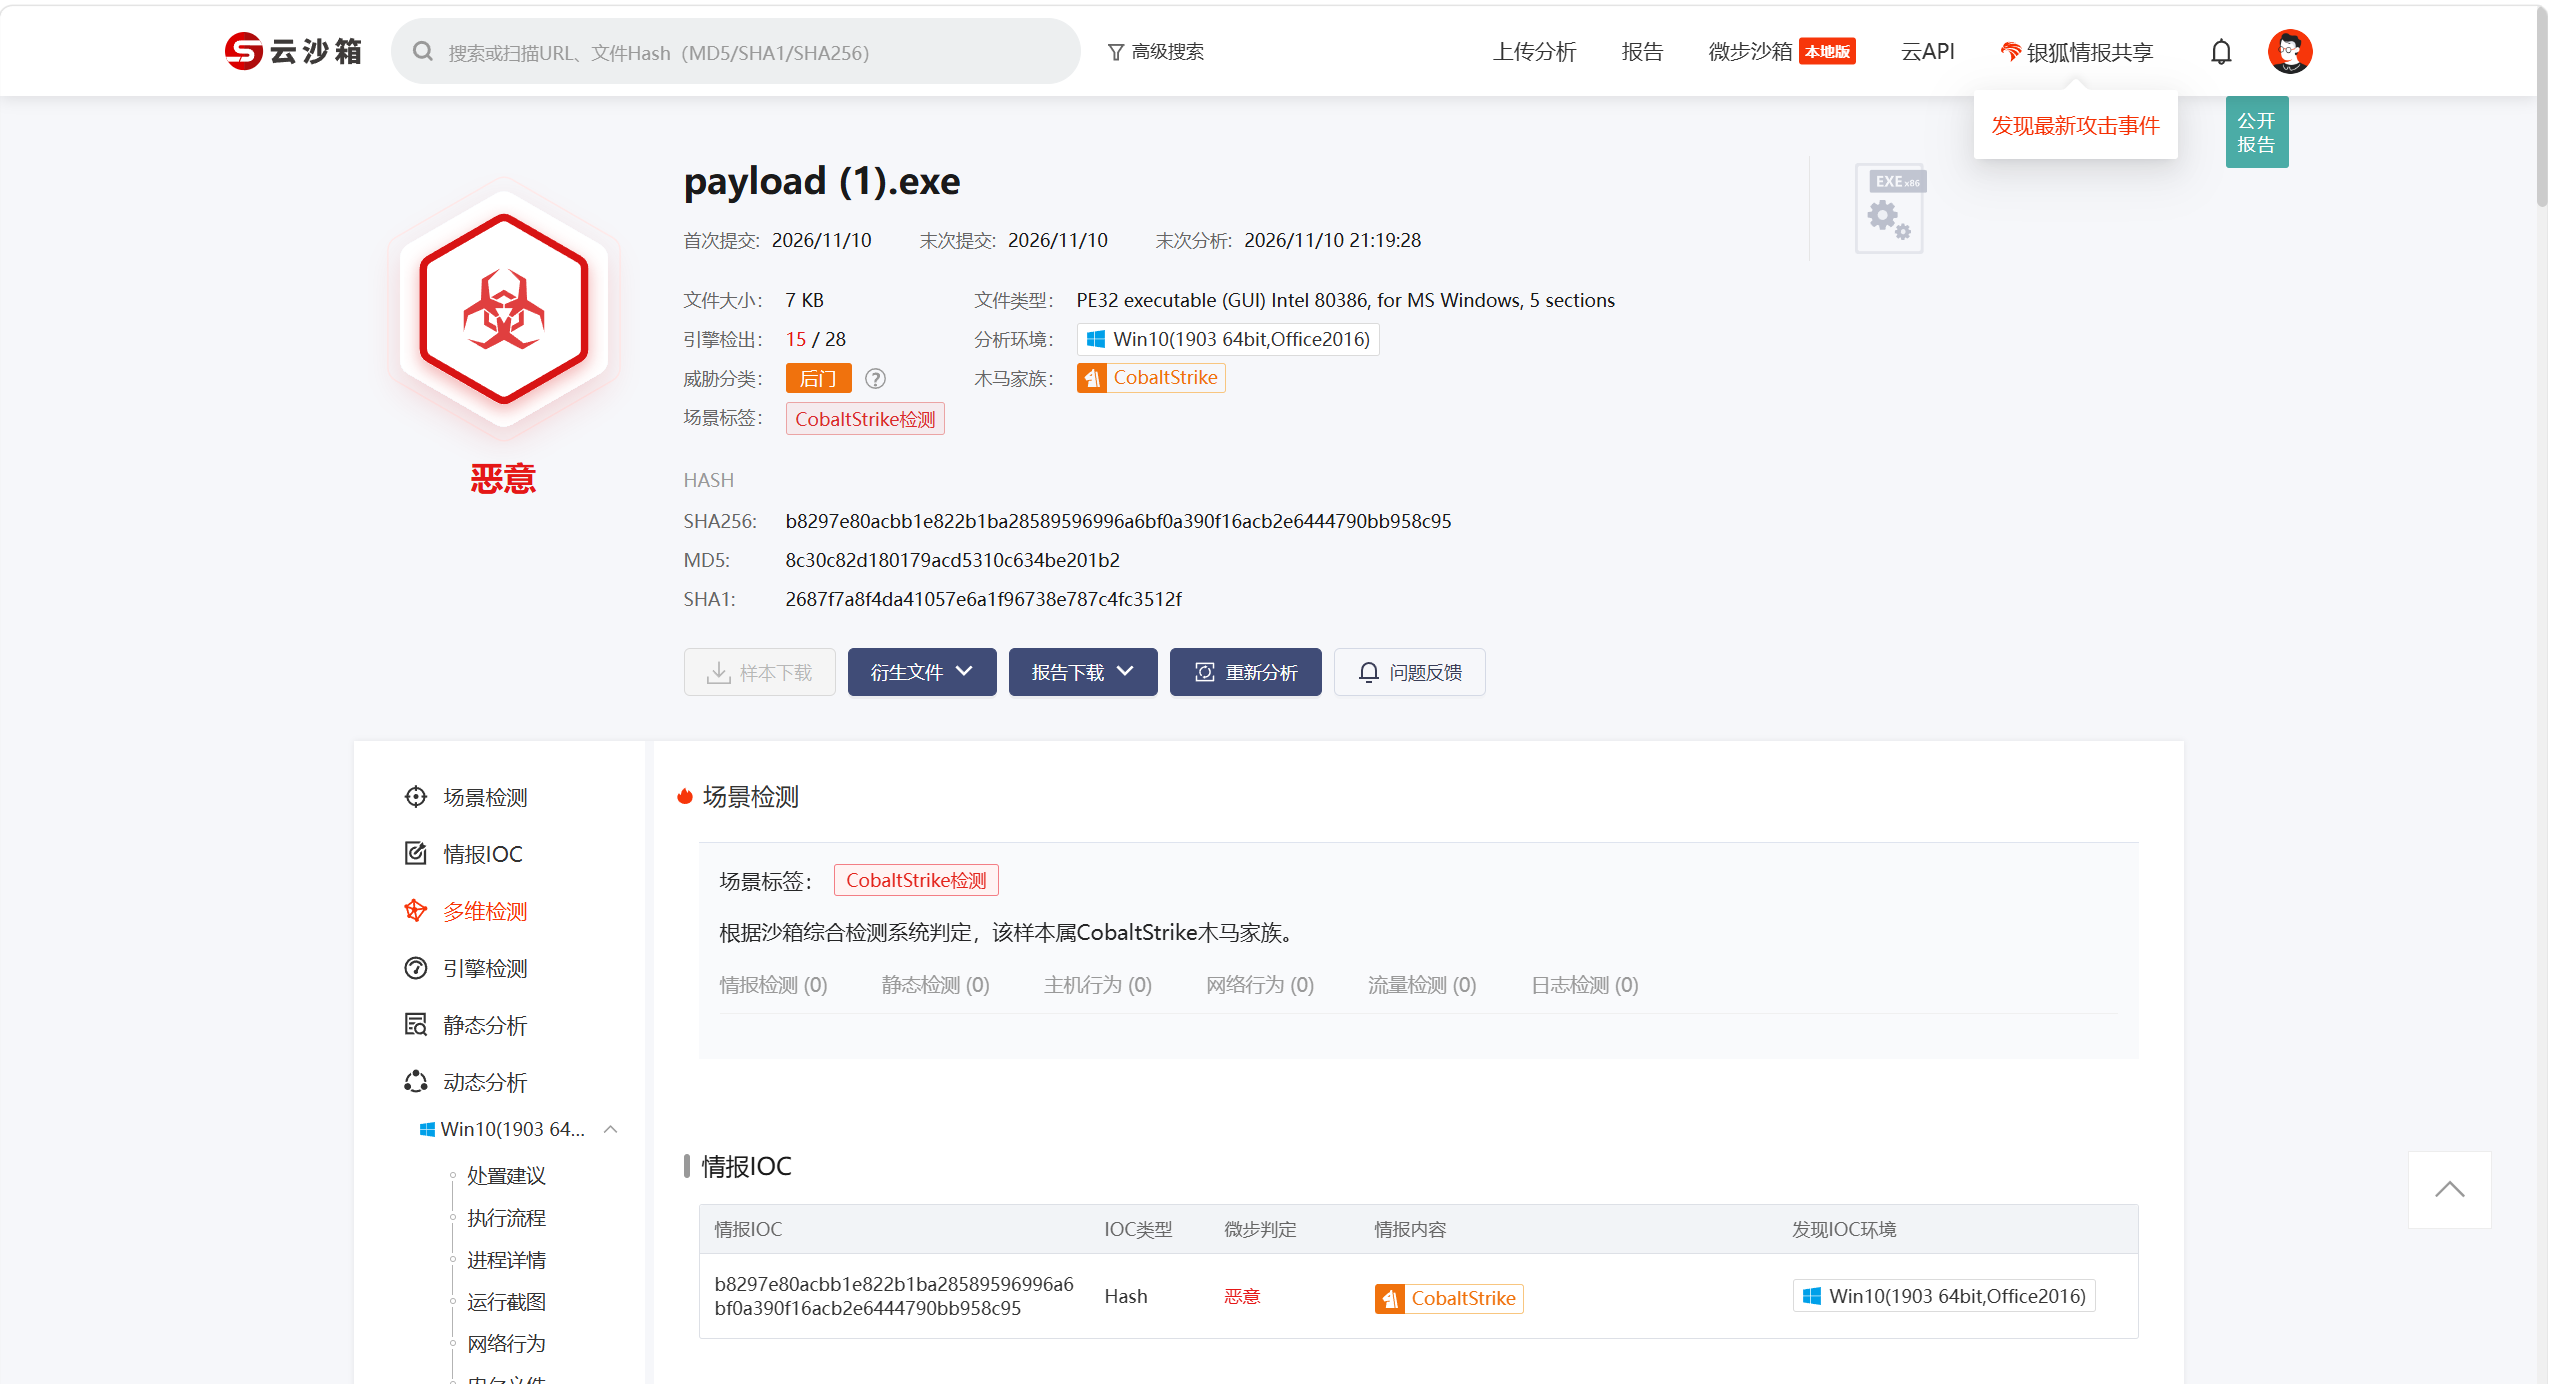 云沙箱
搜索或扫描URL、文件Hash（MD5/SHA1/SHA256）
高级搜索
上传分析
报告
微步沙箱 本地版
云API
银狐情报共享
发现最新攻击事件
公开
报告
payload (1).exe
EXE x86
首次提交: 2026/11/10 末次提交: 2026/11/10 末次分析: 2026/11/10 21:19:28
文件大小： 7 KB 文件类型： PE32 executable (GUI) Intel 80386, for MS Windows, 5 sections
引擎检出： 15 / 28 分析环境： Win10(1903 64bit,Office2016)
威胁分类： 后门 ? 木马家族： CobaltStrike
场景标签： CobaltStrike检测
恶意
HASH
SHA256: b8297e80acbb1e822b1ba28589596996a6bf0a390f16acb2e6444790bb958c95
MD5: 8c30c82d180179acd5310c634be201b2
SHA1: 2687f7a8f4da41057e6a1f96738e787c4fc3512f
样本下载 衍生文件 报告下载 重新分析 问题反馈
场景检测
情报IOC
多维检测
引擎检测
静态分析
动态分析
Win10(1903 64...
处置建议
执行流程
进程详情
运行截图
网络行为
场景检测
场景标签： CobaltStrike检测
根据沙箱综合检测系统判定，该样本属CobaltStrike木马家族。
情报检测 (0) 静态检测 (0) 主机行为 (0) 网络行为 (0) 流量检测 (0) 日志检测 (0)
情报IOC
情报IOC IOC类型 微步判定 情报内容 发现IOC环境
b8297e80acbb1e822b1ba28589596996a6
bf0a390f16acb2e6444790bb958c95
Hash 恶意 CobaltStrike Win10(1903 64bit,Office2016)